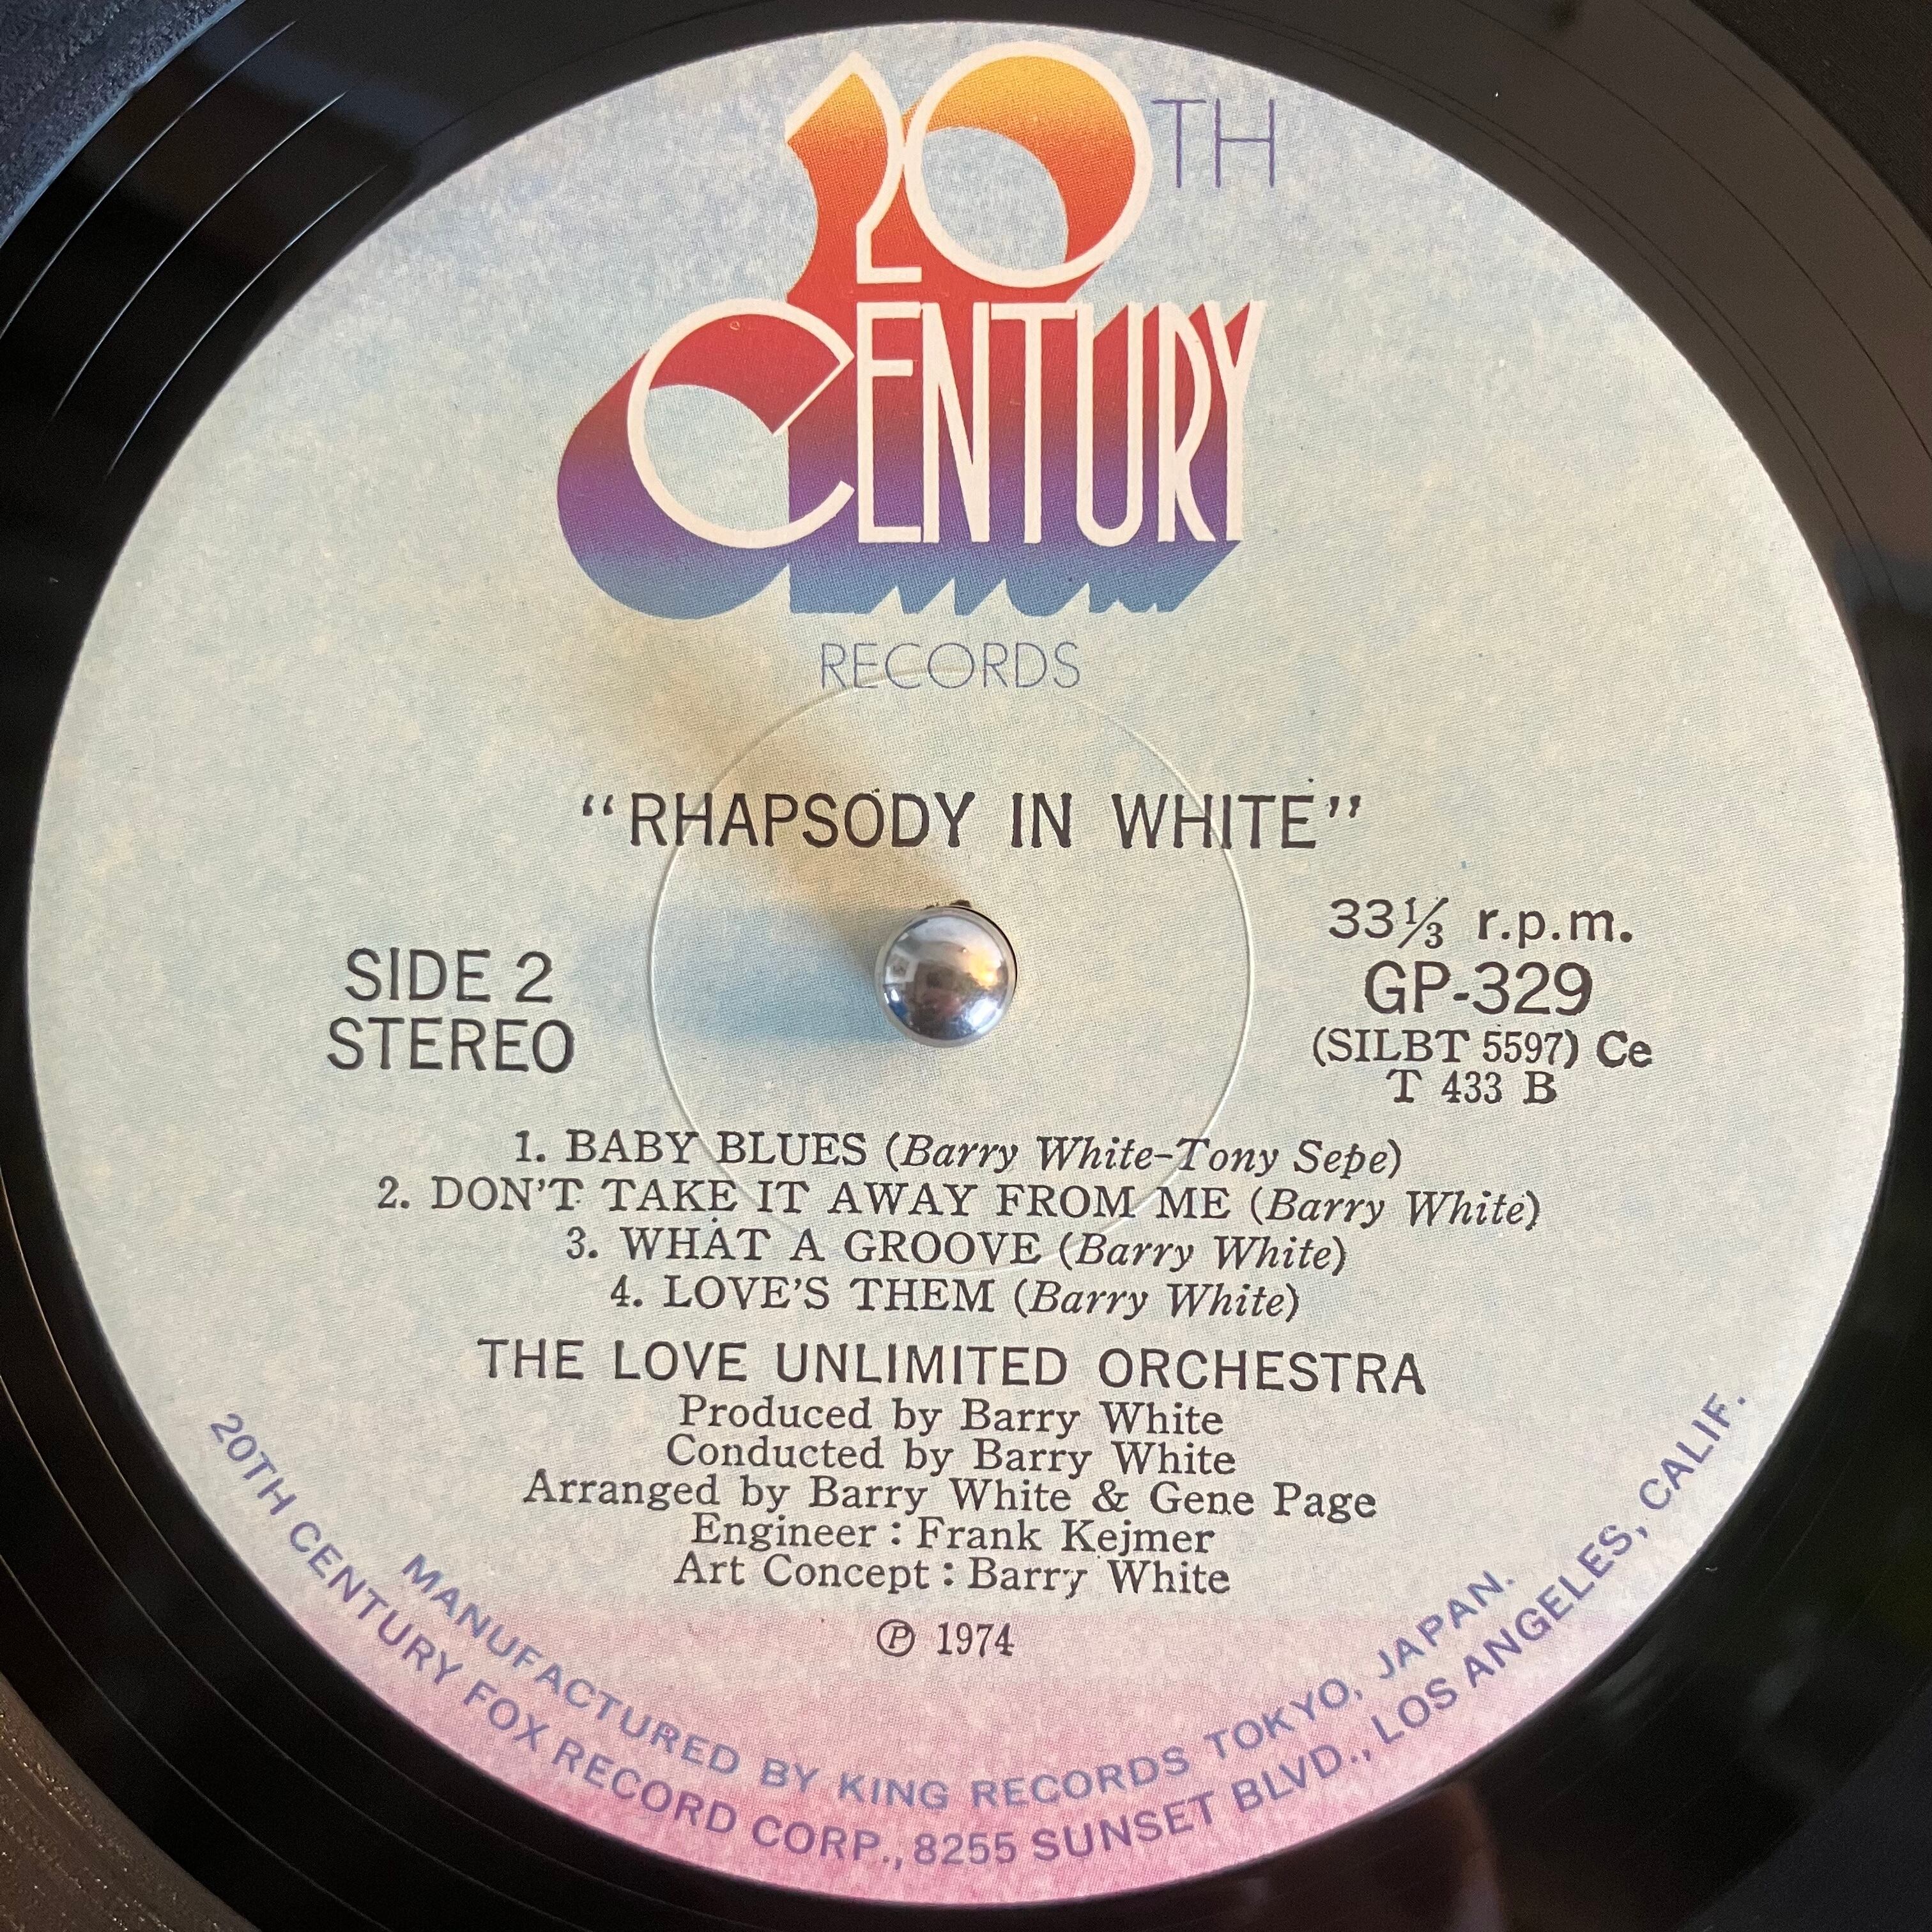 20TH
CENTURY
RECORDS
“RHAPSODY IN WHITE”
SIDE 2
STEREO
33⅓ r.p.m.
GP-329
(SILBT 5597) Ce
T 433 B
1. BABY BLUES (Barry White-Tony Sepe)
2. DON'T TAKE IT AWAY FROM ME (Barry White)
3. WHAT A GROOVE (Barry White)
4. LOVE'S THEM (Barry White)
THE LOVE UNLIMITED ORCHESTRA
Produced by Barry White
Conducted by Barry White
Arranged by Barry White & Gene Page
Engineer : Frank Kejmer
Art Concept : Barry White
℗ 1974
MANUFACTURED BY KING RECORDS TOKYO, JAPAN.
20TH CENTURY FOX RECORD CORP., 8255 SUNSET BLVD., LOS ANGELES, CALIF.